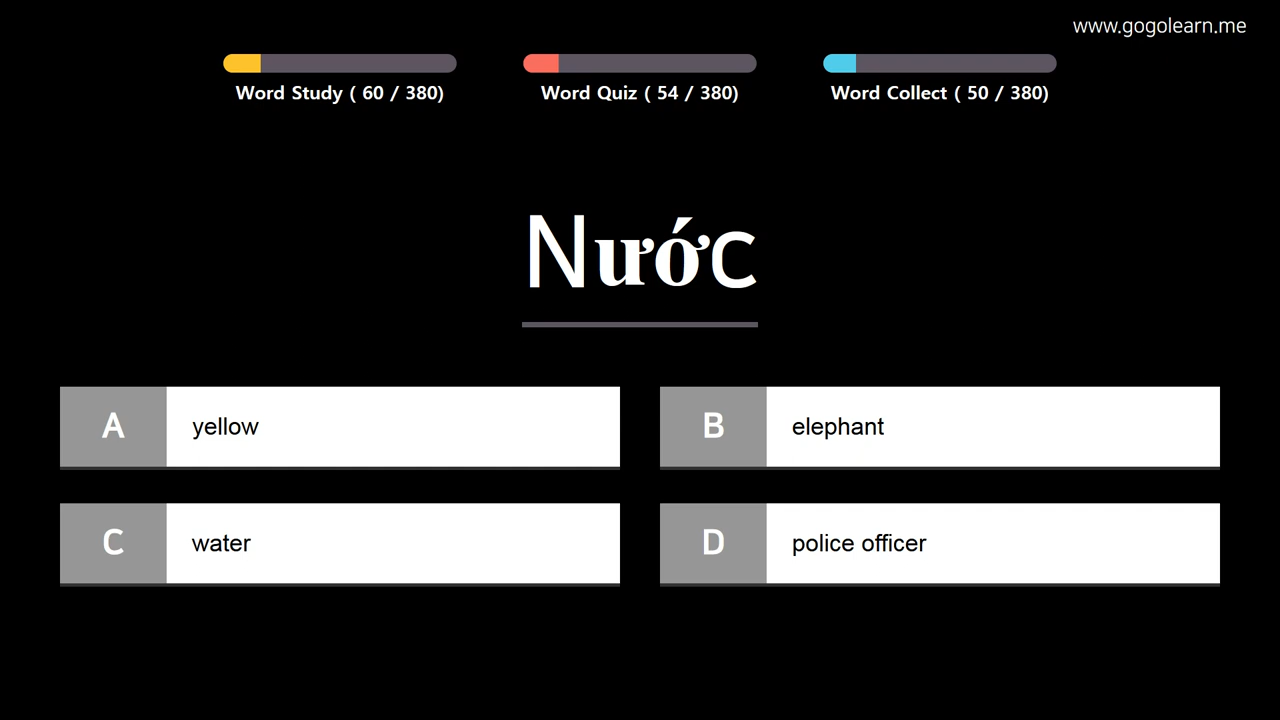 www.gogolearn.me
Word Study ( 60 / 380)
Word Quiz ( 54 / 380)
Word Collect ( 50 / 380)
Nước
A yellow
B elephant
C water
D police officer